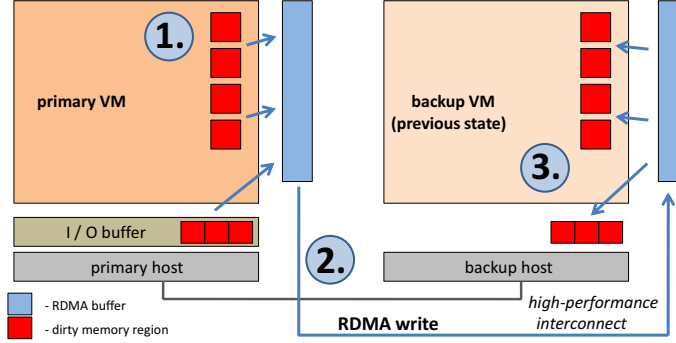 1.
primary VM
backup VM
(previous state)
3.
I / O buffer
2.
primary host
backup host
- RDMA buffer
- dirty memory region
RDMA write
high-performance
interconnect